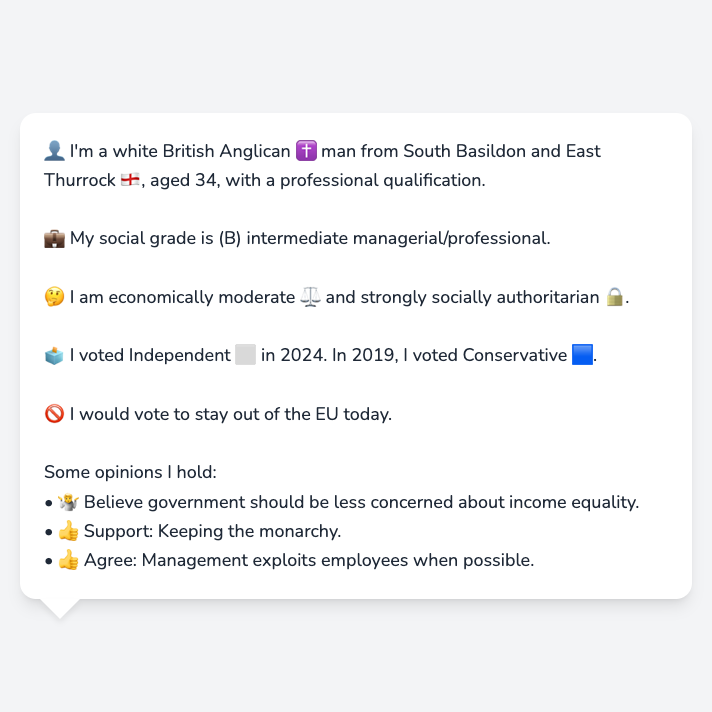 👤 I'm a white British Anglican ✝️ man from South Basildon and East
Thurrock 🏴󠁧󠁢󠁥󠁮󠁧󠁿, aged 34, with a professional qualification.
💼 My social grade is (B) intermediate managerial/professional.
🤔 I am economically moderate ⚖️ and strongly socially authoritarian 🔒.
🗳️ I voted Independent ⬜ in 2024. In 2019, I voted Conservative 🟦.
🚫 I would vote to stay out of the EU today.
Some opinions I hold:
• 🤷 Believe government should be less concerned about income equality.
• 👍 Support: Keeping the monarchy.
• 👍 Agree: Management exploits employees when possible.